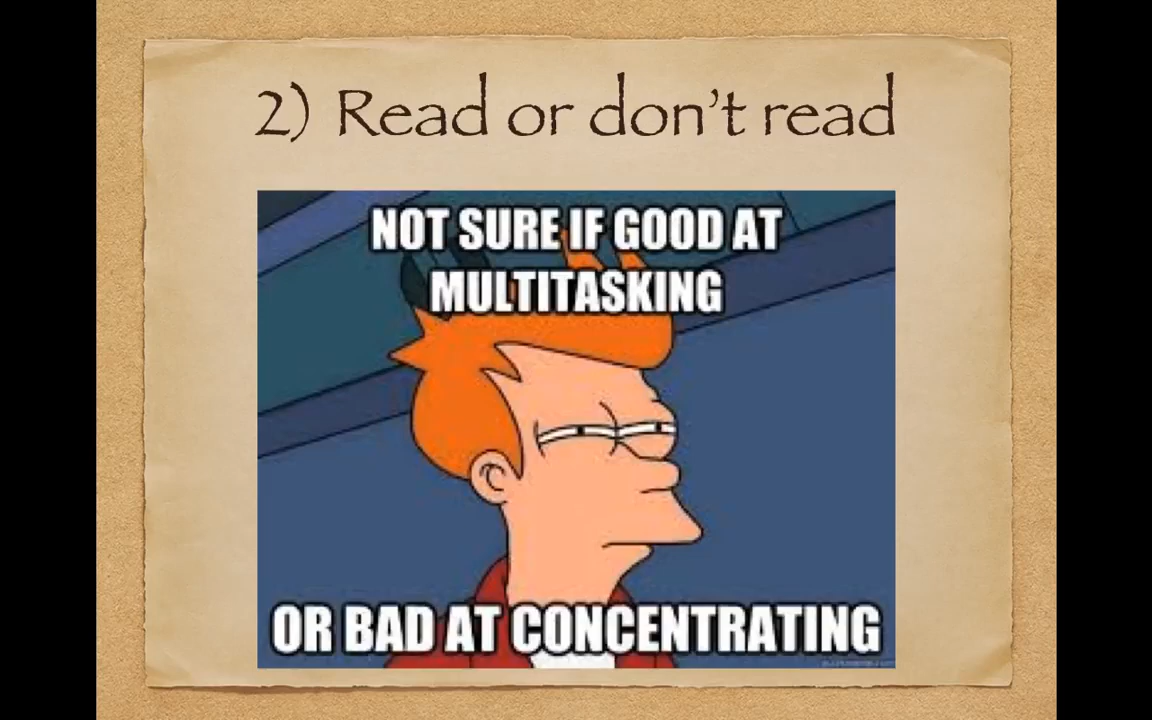 2) Read or don't read
NOT SURE IF GOOD AT
MULTITASKING
OR BAD AT CONCENTRATING